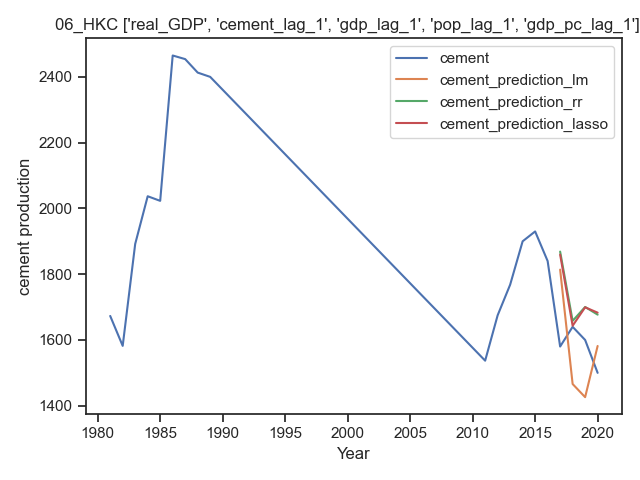 06_HKC ['real_GDP', 'cement_lag_1', 'gdp_lag_1', 'pop_lag_1', 'gdp_pc_lag_1']
cement
cement_prediction_lm
cement_prediction_rr
cement_prediction_lasso
cement production
2400
2200
2000
1800
1600
1400
1980 1985 1990 1995 2000 2005 2010 2015 2020
Year